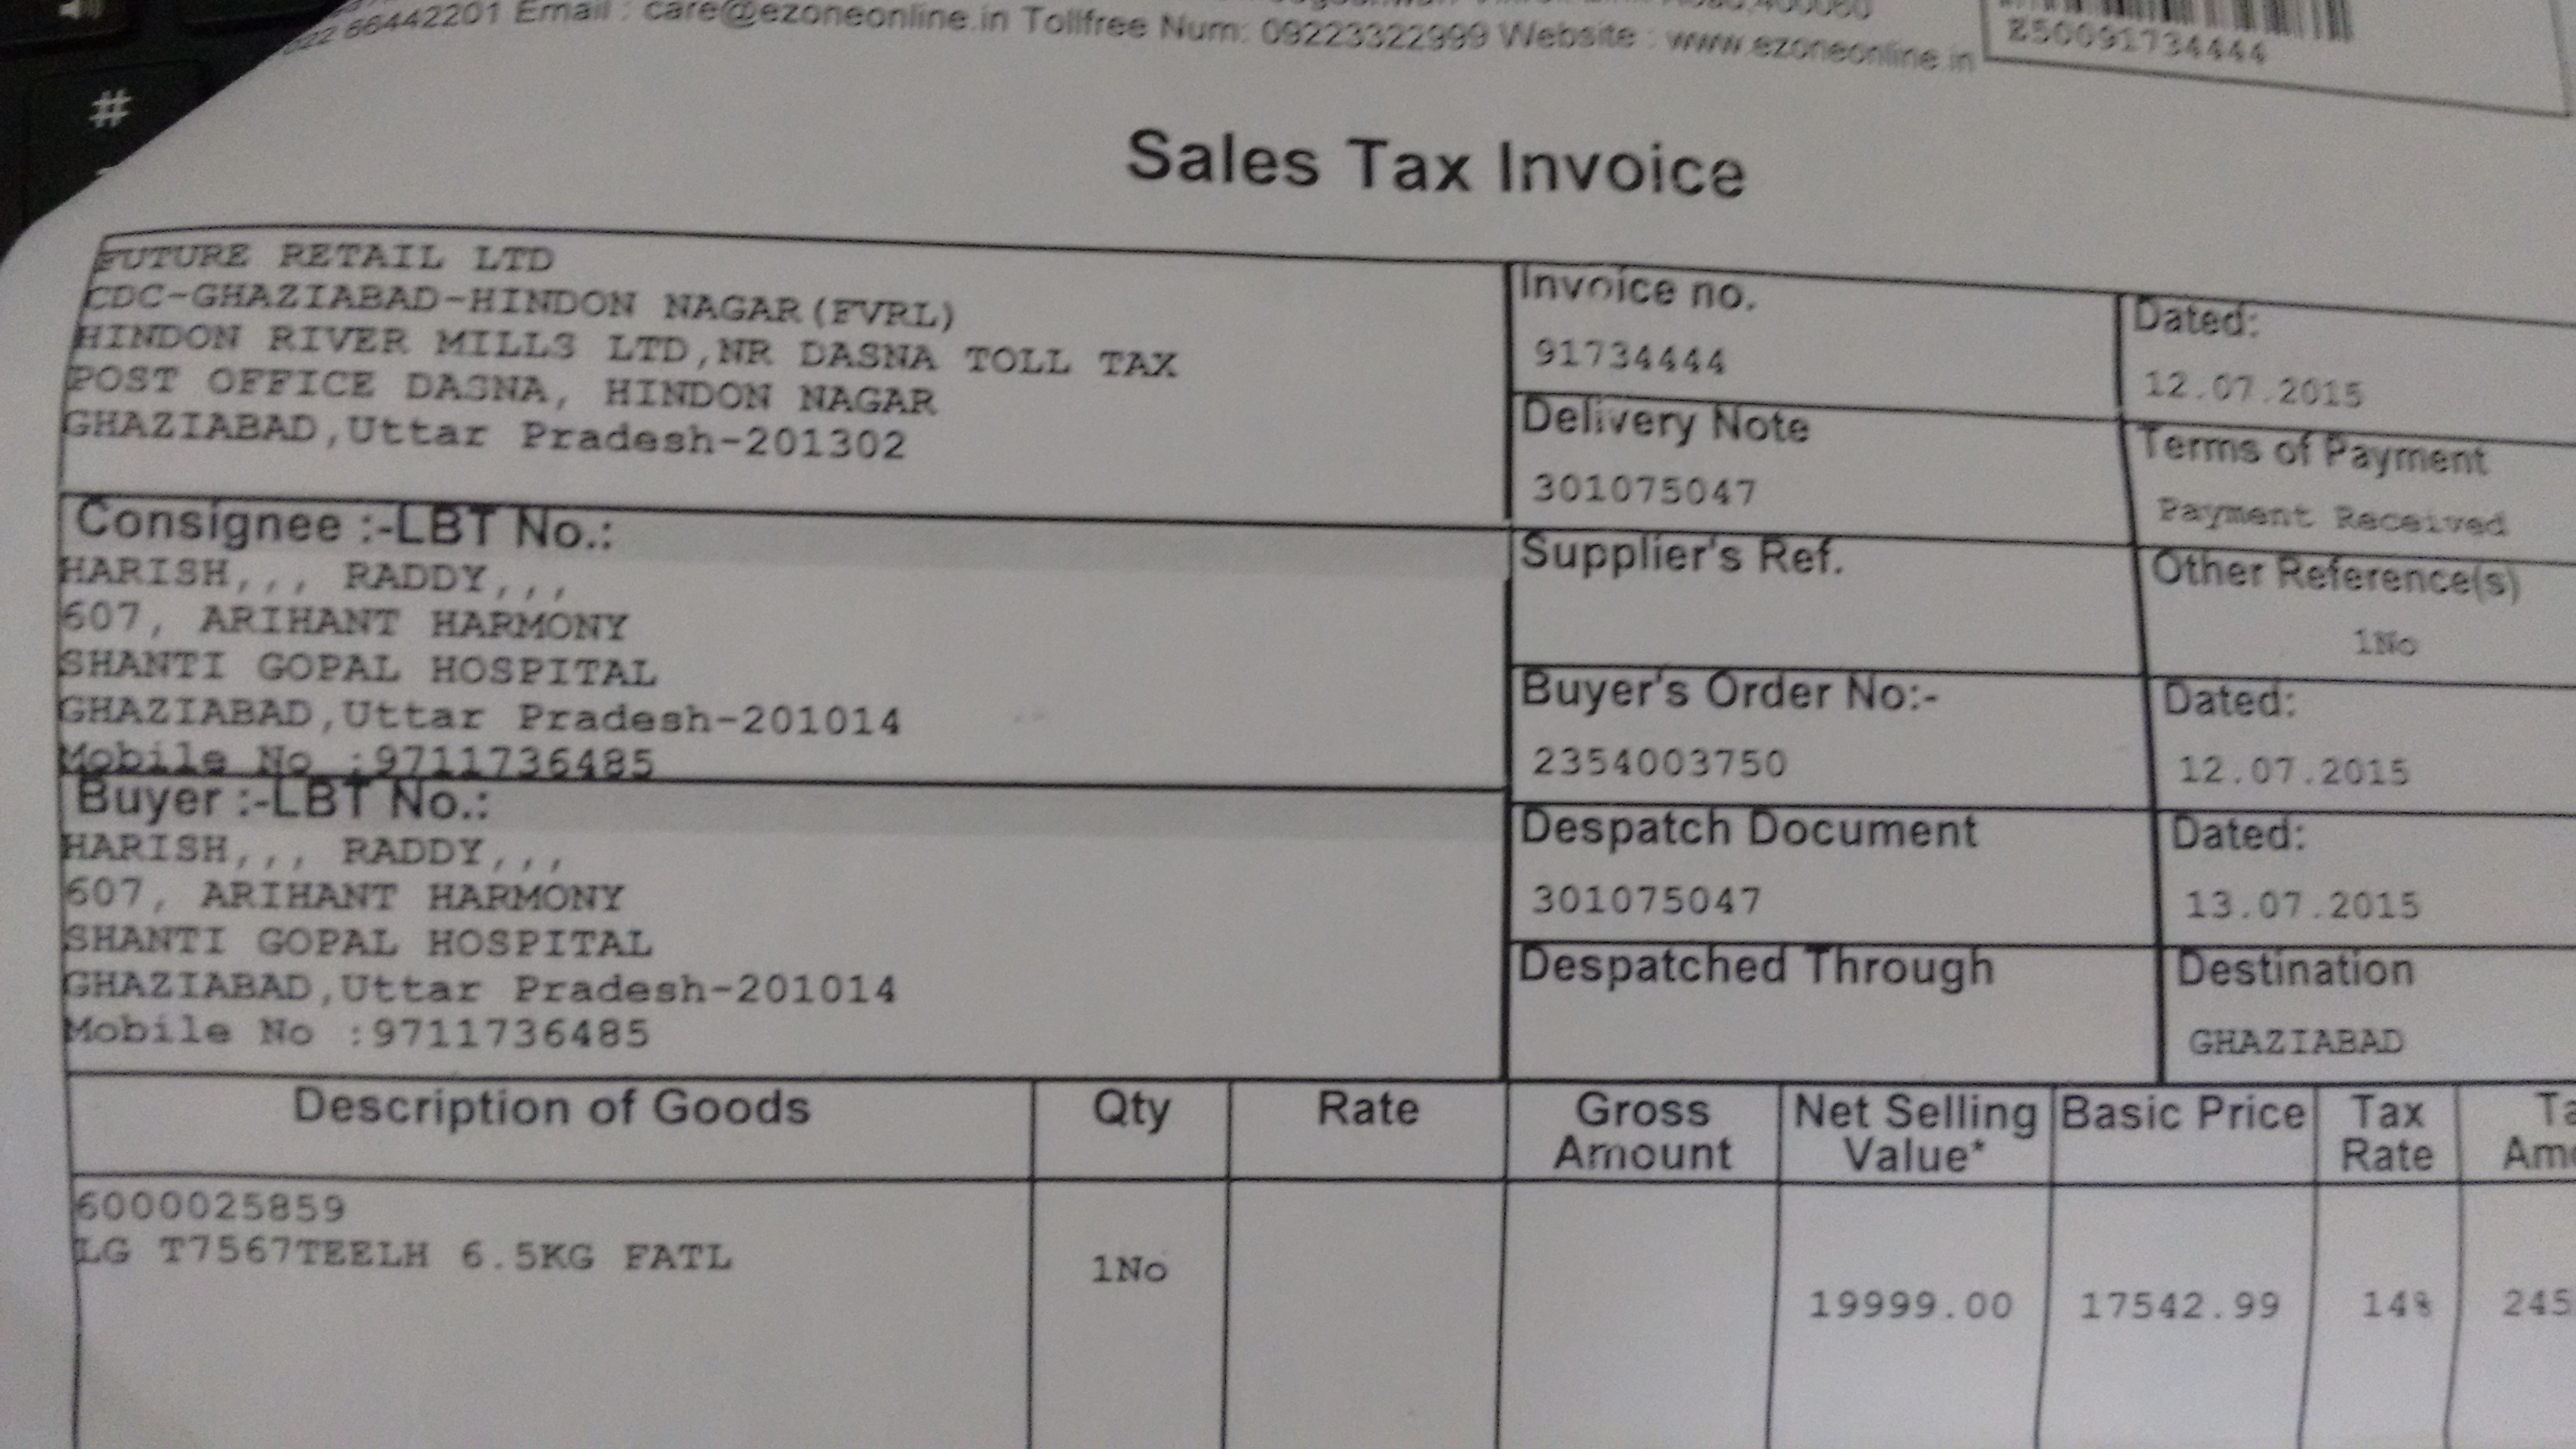 022 66442201 Email : care@ezoneonline.in Tollfree Num: 09223322999 Website : www.ezoneonline.in
Z50091734444
Sales Tax Invoice
FUTURE RETAIL LTD
CDC-GHAZIABAD-HINDON NAGAR(FVRL)
HINDON RIVER MILLS LTD,NR DASNA TOLL TAX
POST OFFICE DASNA, HINDON NAGAR
GHAZIABAD,Uttar Pradesh-201302
Invoice no.
91734444
Dated:
12.07.2015
Delivery Note
301075047
Terms of Payment
Payment Received
Consignee :-LBT No.:
HARISH,,, RADDY,,,
607, ARIHANT HARMONY
SHANTI GOPAL HOSPITAL
GHAZIABAD,Uttar Pradesh-201014
Mobile No :9711736485
Supplier's Ref.
Other Reference(s)
1No
Buyer's Order No:-
2354003750
Dated:
12.07.2015
Buyer :-LBT No.:
HARISH,,, RADDY,,,
607, ARIHANT HARMONY
SHANTI GOPAL HOSPITAL
GHAZIABAD,Uttar Pradesh-201014
Mobile No :9711736485
Despatch Document
301075047
Dated:
13.07.2015
Despatched Through
Destination
GHAZIABAD
Description of Goods Qty Rate Gross Amount Net Selling Value* Basic Price Tax Rate
6000025859
LG T7567TEELH 6.5KG FATL 1No 19999.00 17542.99 14% 245
#